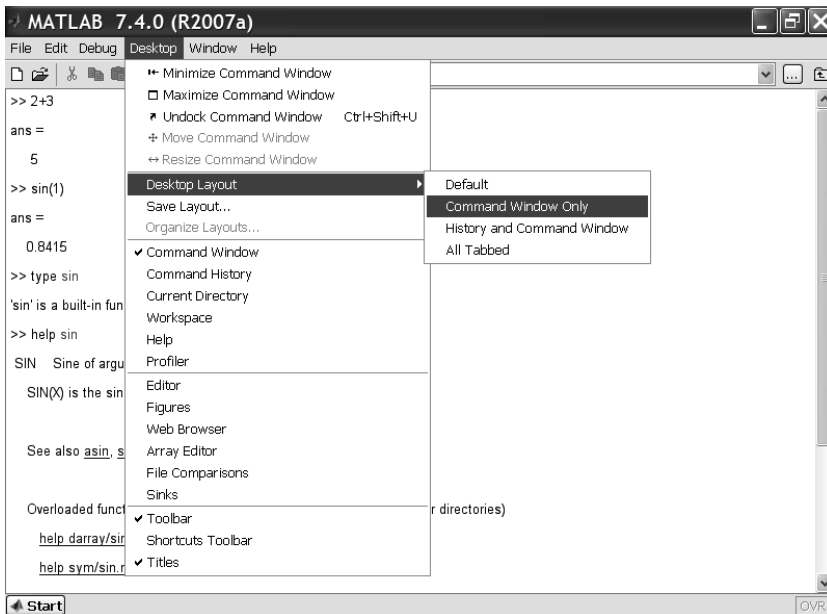 MATLAB 7.4.0 (R2007a)
File Edit Debug Desktop Window Help
>> 2+3
ans =
5
>> sin(1)
ans =
0.8415
>> type sin
'sin' is a built-in fun
>> help sin
SIN Sine of argu
SIN(X) is the sin
See also asin, s
Overloaded funct
r directories)
help darray/sin
help sym/sin.r
Minimize Command Window
Maximize Command Window
Undock Command Window Ctrl+Shift+U
Move Command Window
Resize Command Window
Desktop Layout
Save Layout...
Organize Layouts...
Command Window
Command History
Current Directory
Workspace
Help
Profiler
Editor
Figures
Web Browser
Array Editor
File Comparisons
Sinks
Toolbar
Shortcuts Toolbar
Titles
Default
Command Window Only
History and Command Window
All Tabbed
...
Start
OVR